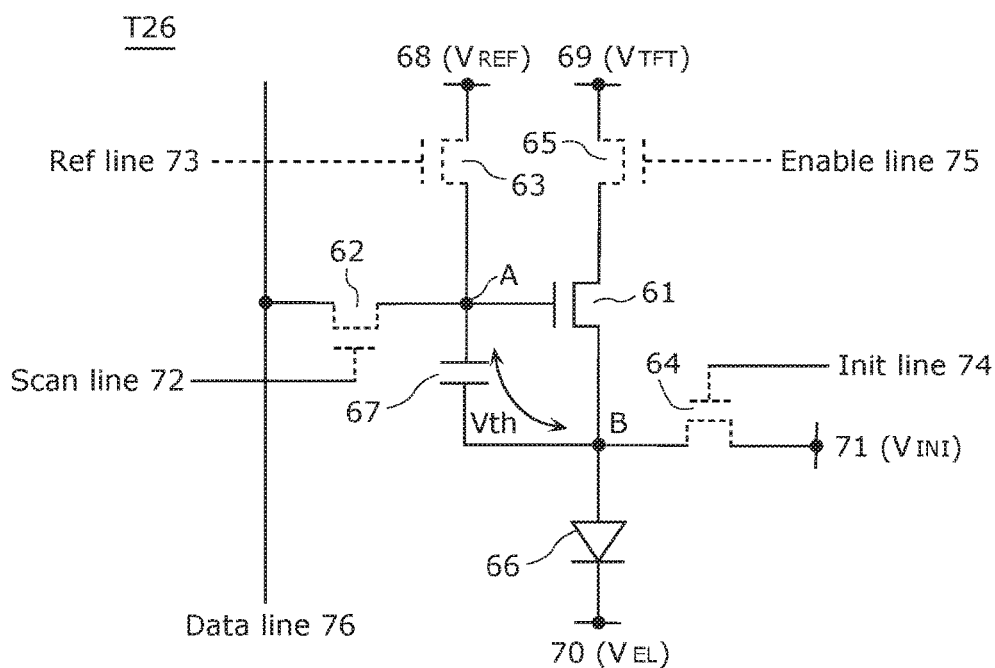 T26
68 (VREF)
69 (VTFT)
Ref line 73
63
65
Enable line 75
62
A
61
Scan line 72
67
Vth
B
64
Init line 74
71 (VINI)
66
Data line 76
70 (VEL)